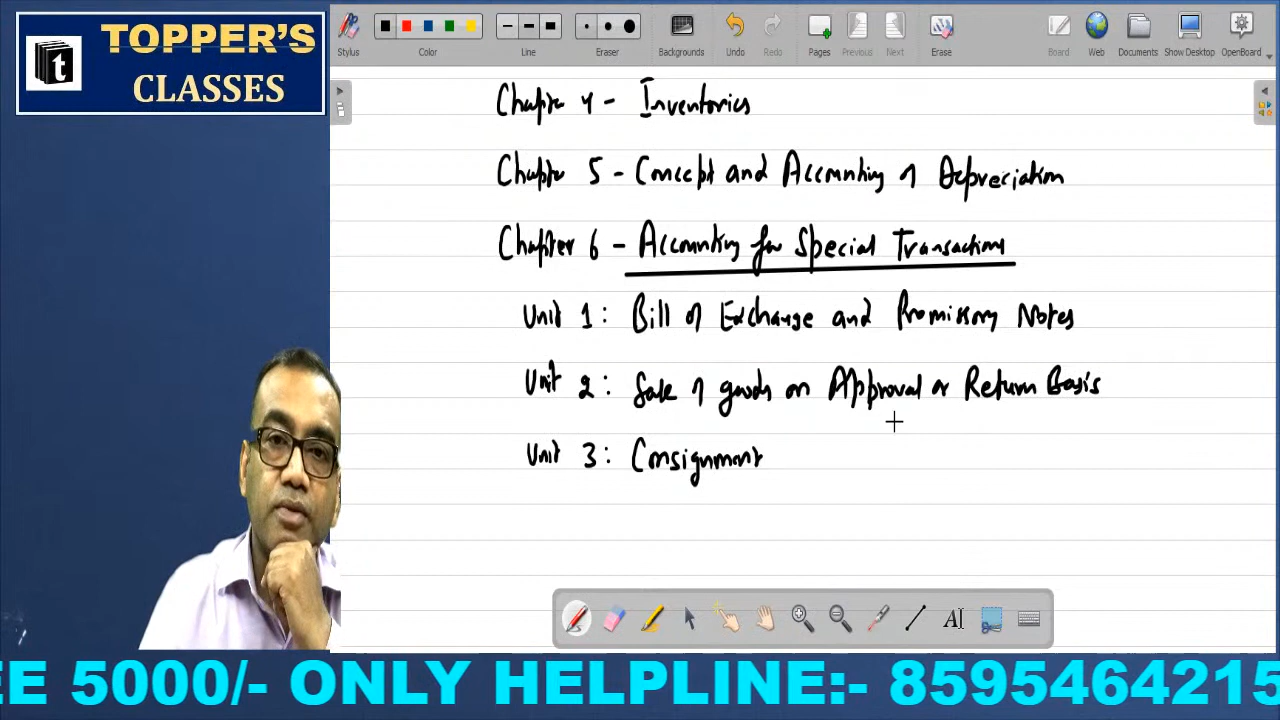 TOPPER'S
CLASSES
t
Stylus Color Line Eraser Backgrounds Undo Redo Pages Previous Next Erase Board Web Documents Show Desktop OpenBoard
Chapter 4 - Inventories
Chapter 5 - Concept and Accounting of Depreciation
Chapter 6 - Accounting for Special Transactions
Unit 1: Bill of Exchange and Promissory Notes
Unit 2: Sale of goods on Approval or Return Basis
Unit 3: Consignment
AI
EE 5000/- ONLY HELPLINE:- 8595464215